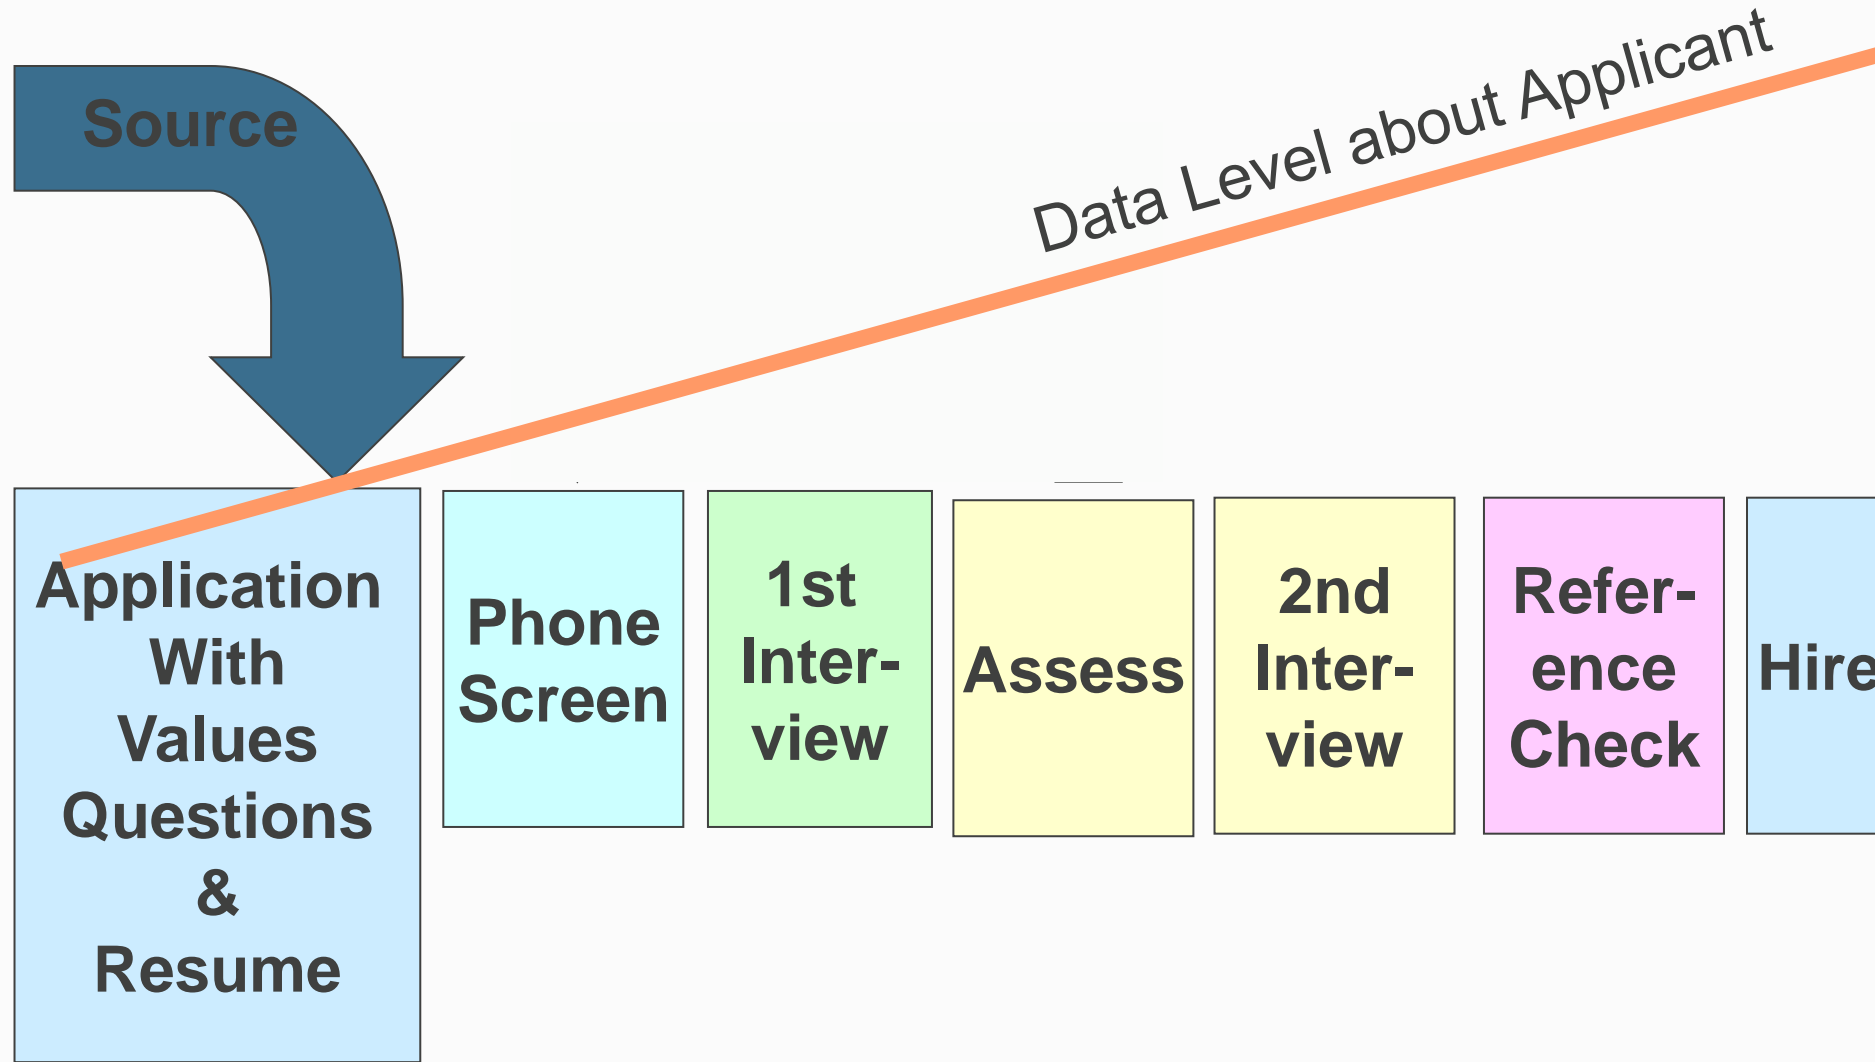 Source
Data Level about Applicant
Application
With
Values
Questions
&
Resume
Phone
Screen
1st
Inter-
view
Assess
2nd
Inter-
view
Refer-
ence
Check
Hire